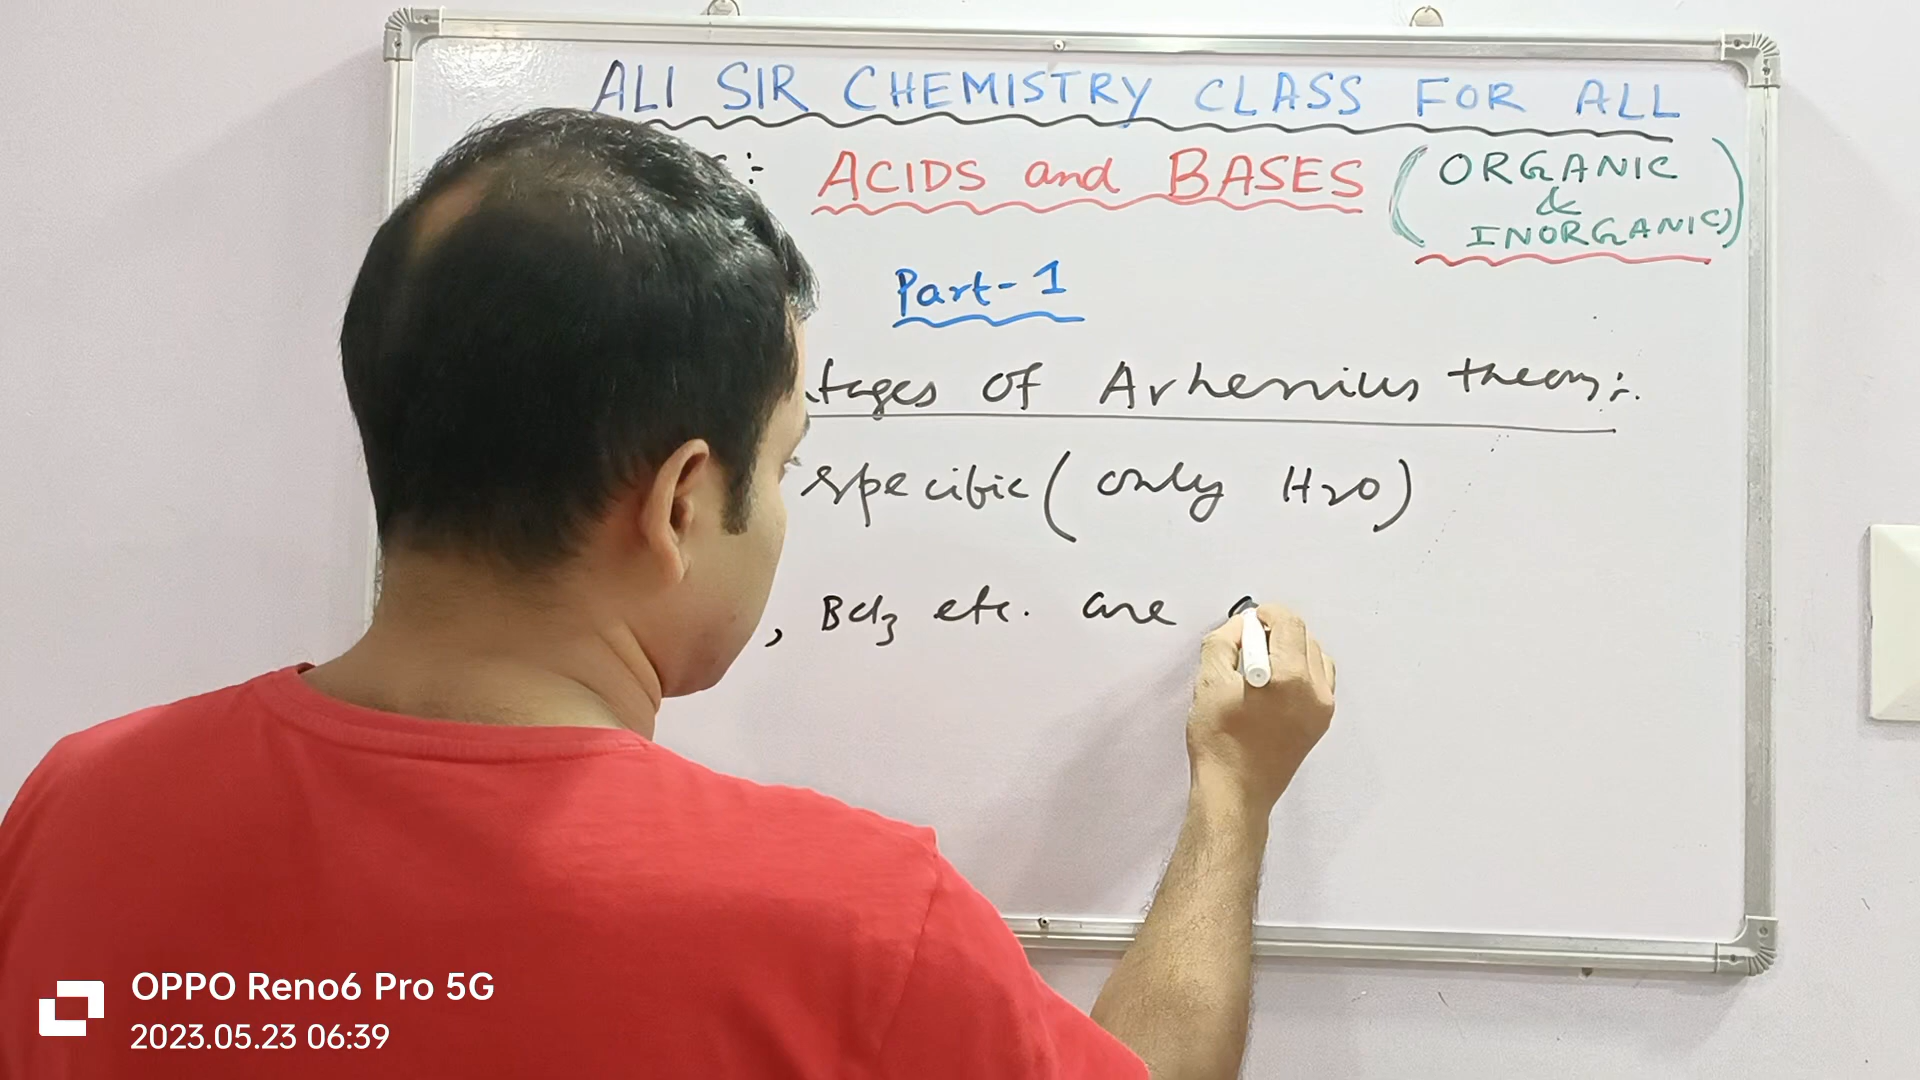 ALI SIR CHEMISTRY CLASS FOR ALL
:- ACIDS and BASES (ORGANIC
&
INORGANIC)
Part-1
tages of Arhenius theory:-
specific (only H2O)
, BCl3 etc. are
OPPO Reno6 Pro 5G
2023.05.23 06:39